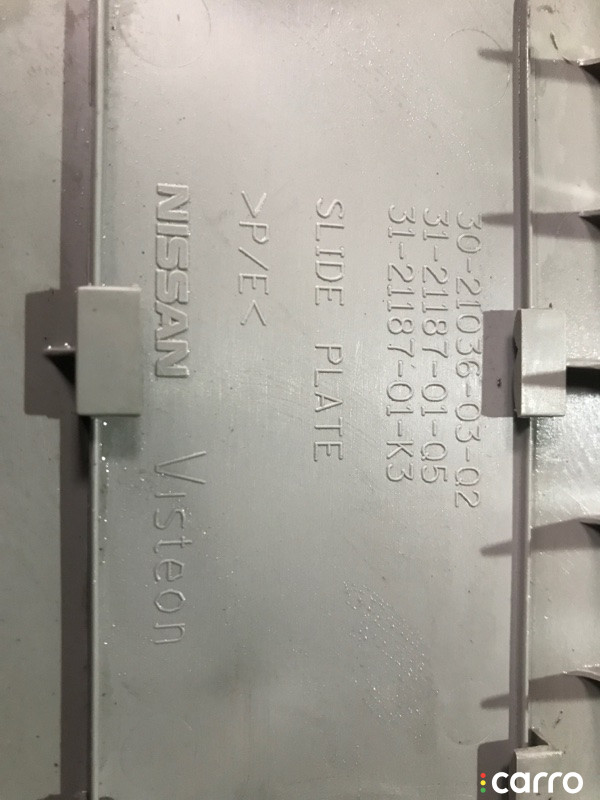 30-21036-03-Q2
31-21187-01-Q5
31-21187-01-K3
SLIDE PLATE
>P/E<
NISSAN Visteon
carro